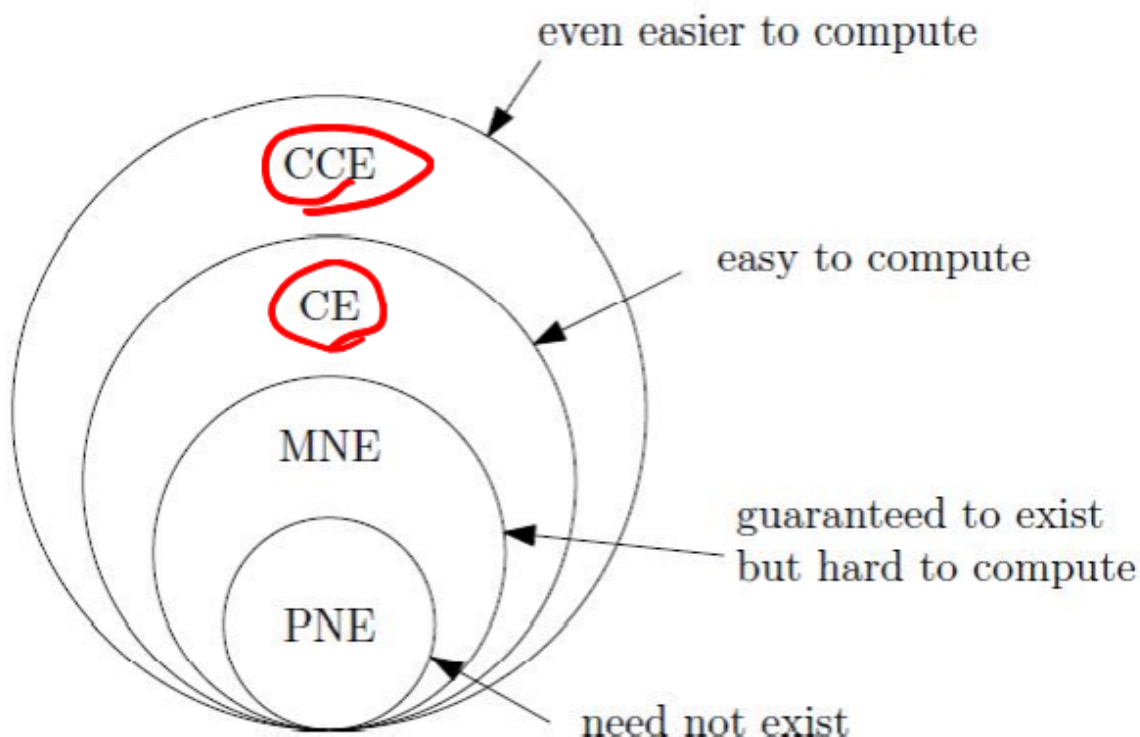 even easier to compute
CCE
easy to compute
CE
MNE
guaranteed to exist
but hard to compute
PNE
need not exist